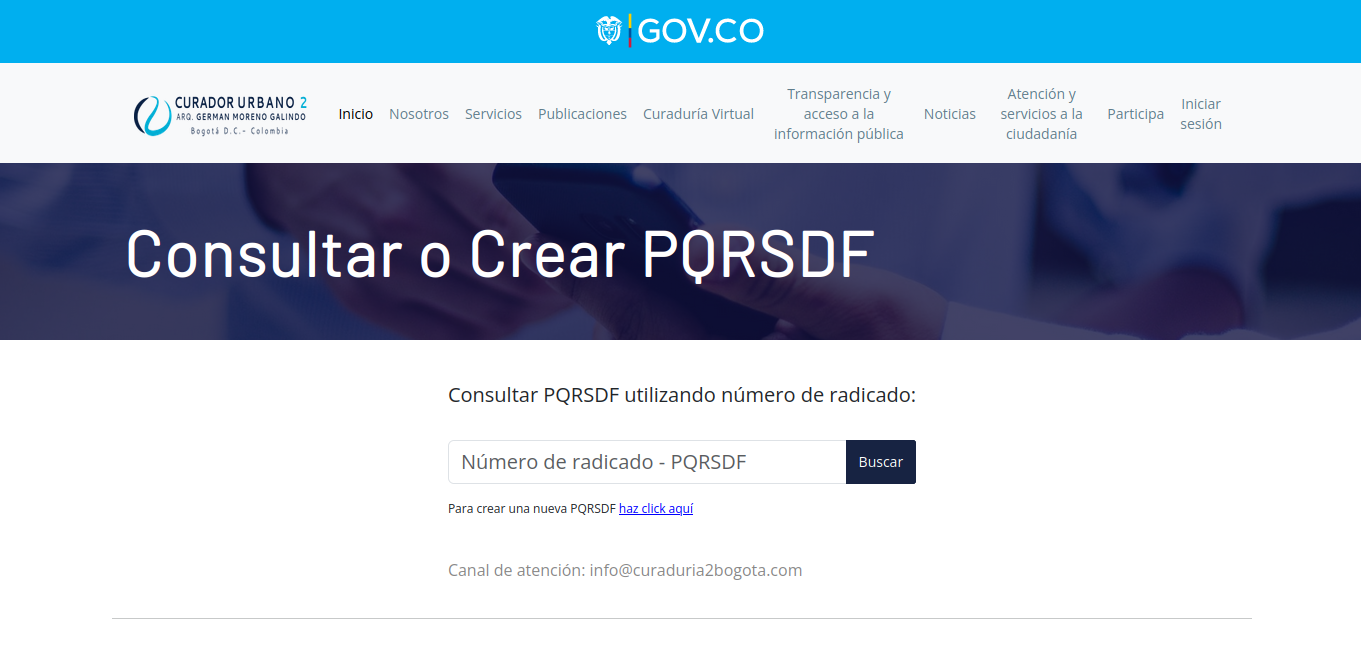 GOV.CO
CURADOR URBANO 2
ARQ. GERMAN MORENO GALINDO
Bogotá D.C.- Colombia
Inicio
Nosotros
Servicios
Publicaciones
Curaduría Virtual
Transparencia y
acceso a la
información pública
Noticias
Atención y
servicios a la
ciudadanía
Participa
Iniciar
sesión
Consultar o Crear PQRSDF
Consultar PQRSDF utilizando número de radicado:
Número de radicado - PQRSDF
Buscar
Para crear una nueva PQRSDF haz click aquí
Canal de atención: info@curaduria2bogota.com